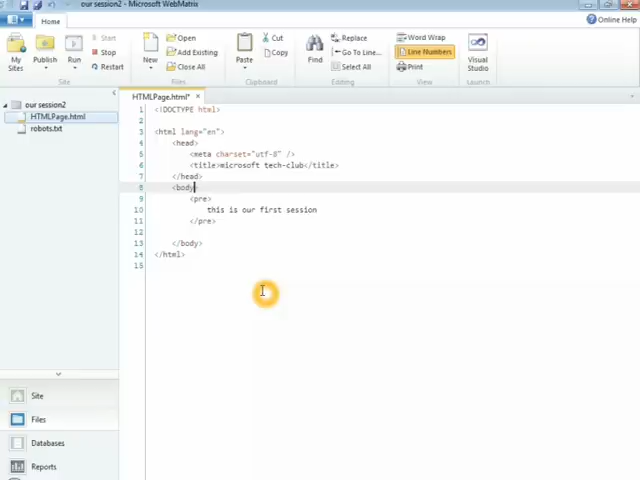 our session2 - Microsoft WebMatrix
Home
Online Help
My Sites
Publish
Run
Start
Stop
Restart
Site
New
Open
Add Existing
Close All
Files
Paste
Cut
Copy
Clipboard
Find
Replace
Go To Line...
Select All
Editing
Word Wrap
Line Numbers
Print
View
Visual Studio
Launch
our session2
HTMLPage.html
robots.txt
HTMLPage.html*
1 <!DOCTYPE html>
2
3 <html lang="en">
4 <head>
5 <meta charset="utf-8" />
6 <title>microsoft tech-club</title>
7 </head>
8 <body>
9 <pre>
10 this is our first session
11 </pre>
12
13 </body>
14 </html>
15
Site
Files
Databases
Reports